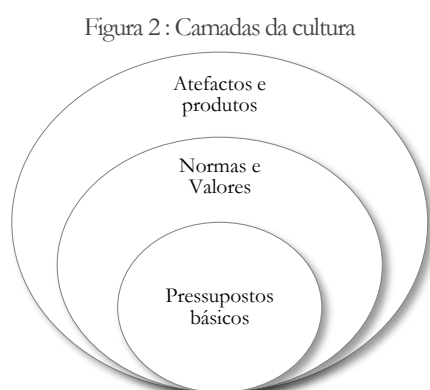 Figura 2 : Camadas da cultura
Atefactos e
produtos
Normas e
Valores
Pressupostos
básicos